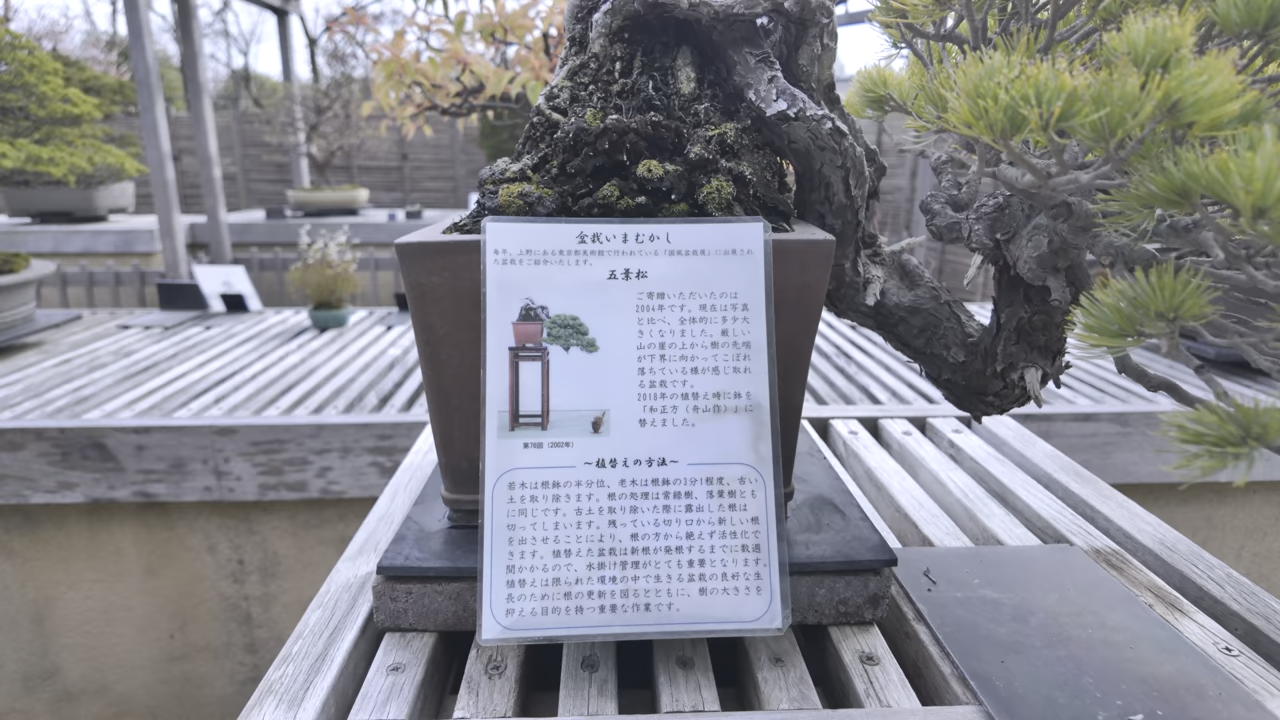 盆栽いまむかし
毎年、上野にある東京都美術館で行われている「国風盆栽展」に出展され
た盆栽をご紹介いたします。
五葉松
ご寄贈いただいたのは
2004年です。現在は写真
と比べ、全体的に多少大
きくなりました。厳しい
山の崖の上から樹の先端
が下界に向かってこぼれ
落ちている様が感じ取れ
る盆栽です。
2018年の植替え時に鉢を
「和正方（舟山作）」に
替えました。
第76回（2002年）
～植替えの方法～
若木は根鉢の半分位、老木は根鉢の3分1程度、古い
土を取り除きます。根の処理は常緑樹、落葉樹とも
に同じです。古土を取り除いた際に露出した根は
切ってしまいます。残っている切り口から新しい根
を出させることにより、根の方から絶えず活性化で
きます。植替えた盆栽は新根が発根するまでに数週
間かかるので、水掛け管理がとても重要となります。
植替えは限られた環境の中で生きる盆栽の良好な生
長のために根の更新を図るとともに、樹の大きさを
抑える目的を持つ重要な作業です。